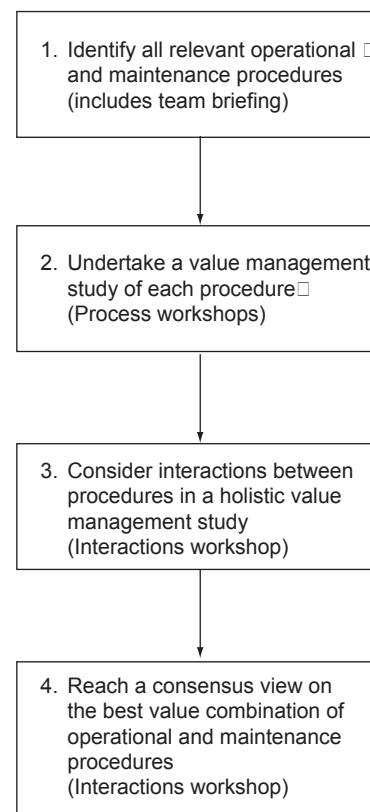 1. Identify all relevant operational
and maintenance procedures
(includes team briefing)
2. Undertake a value management
study of each procedure
(Process workshops)
3. Consider interactions between
procedures in a holistic value
management study
(Interactions workshop)
4. Reach a consensus view on
the best value combination of
operational and maintenance
procedures
(Interactions workshop)